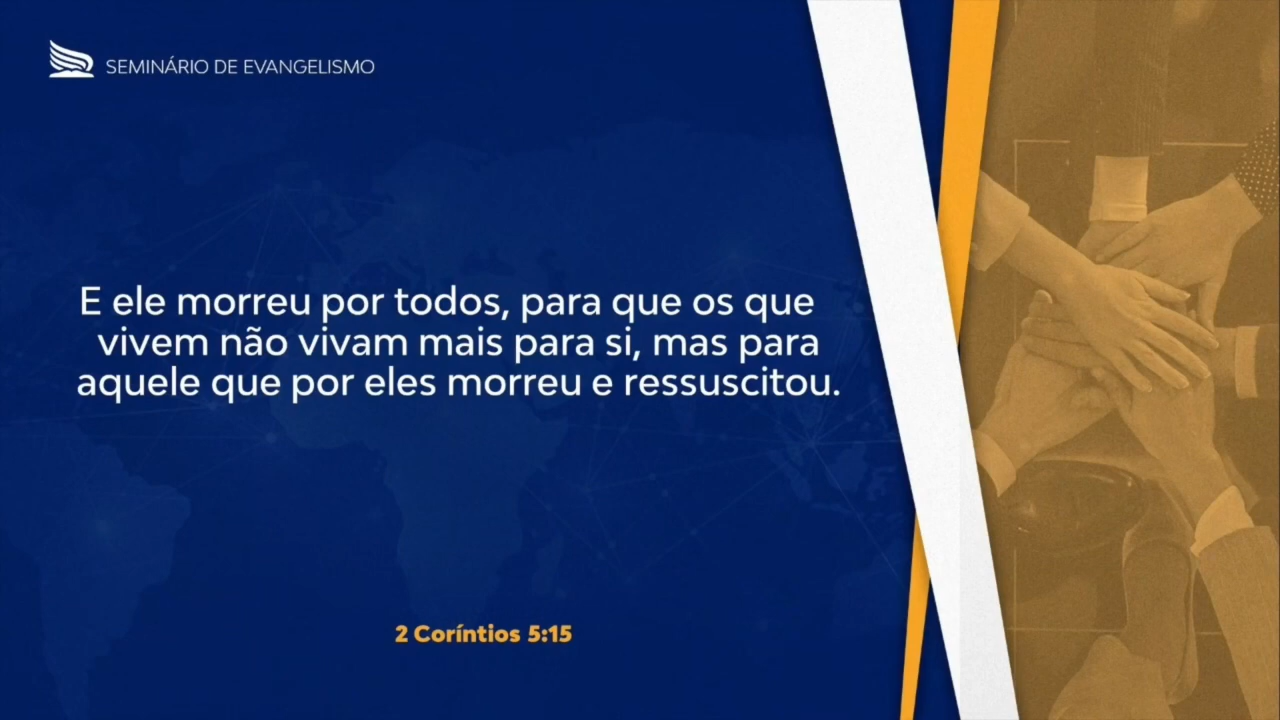 SEMINÁRIO DE EVANGELISMO
E ele morreu por todos, para que os que
vivem não vivam mais para si, mas para
aquele que por eles morreu e ressuscitou.
2 Coríntios 5:15